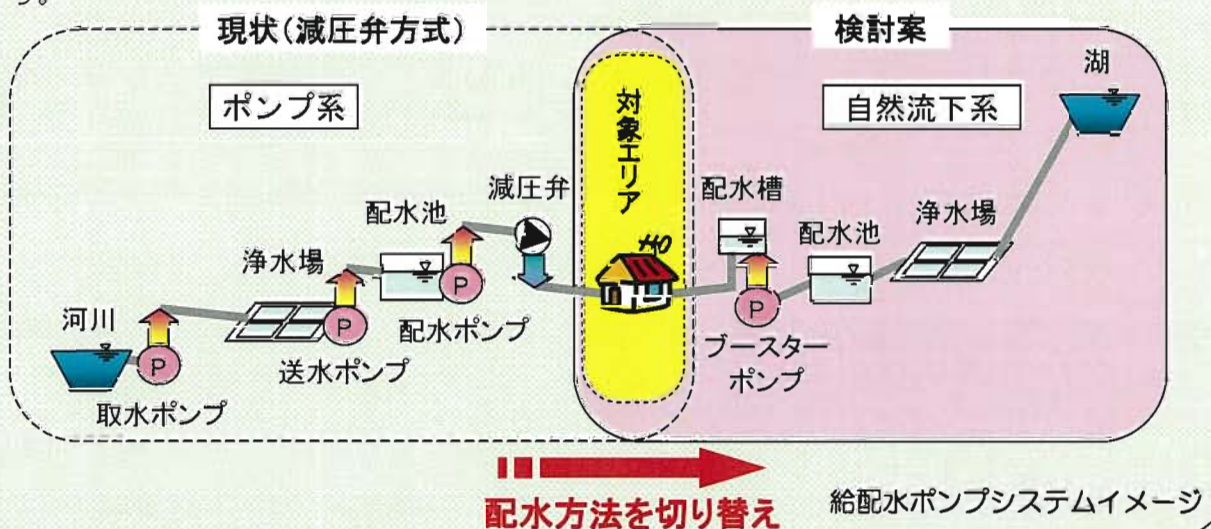 う。
現状(減圧弁方式)
ポンプ系
河川
取水ポンプ
P
浄水場
送水ポンプ
P
配水池
配水ポンプ
P
減圧弁
対象エリア
検討案
自然流下系
配水槽
ブースター
ポンプ
P
配水池
浄水場
湖
配水方法を切り替え
給配水ポンプシステムイメージ